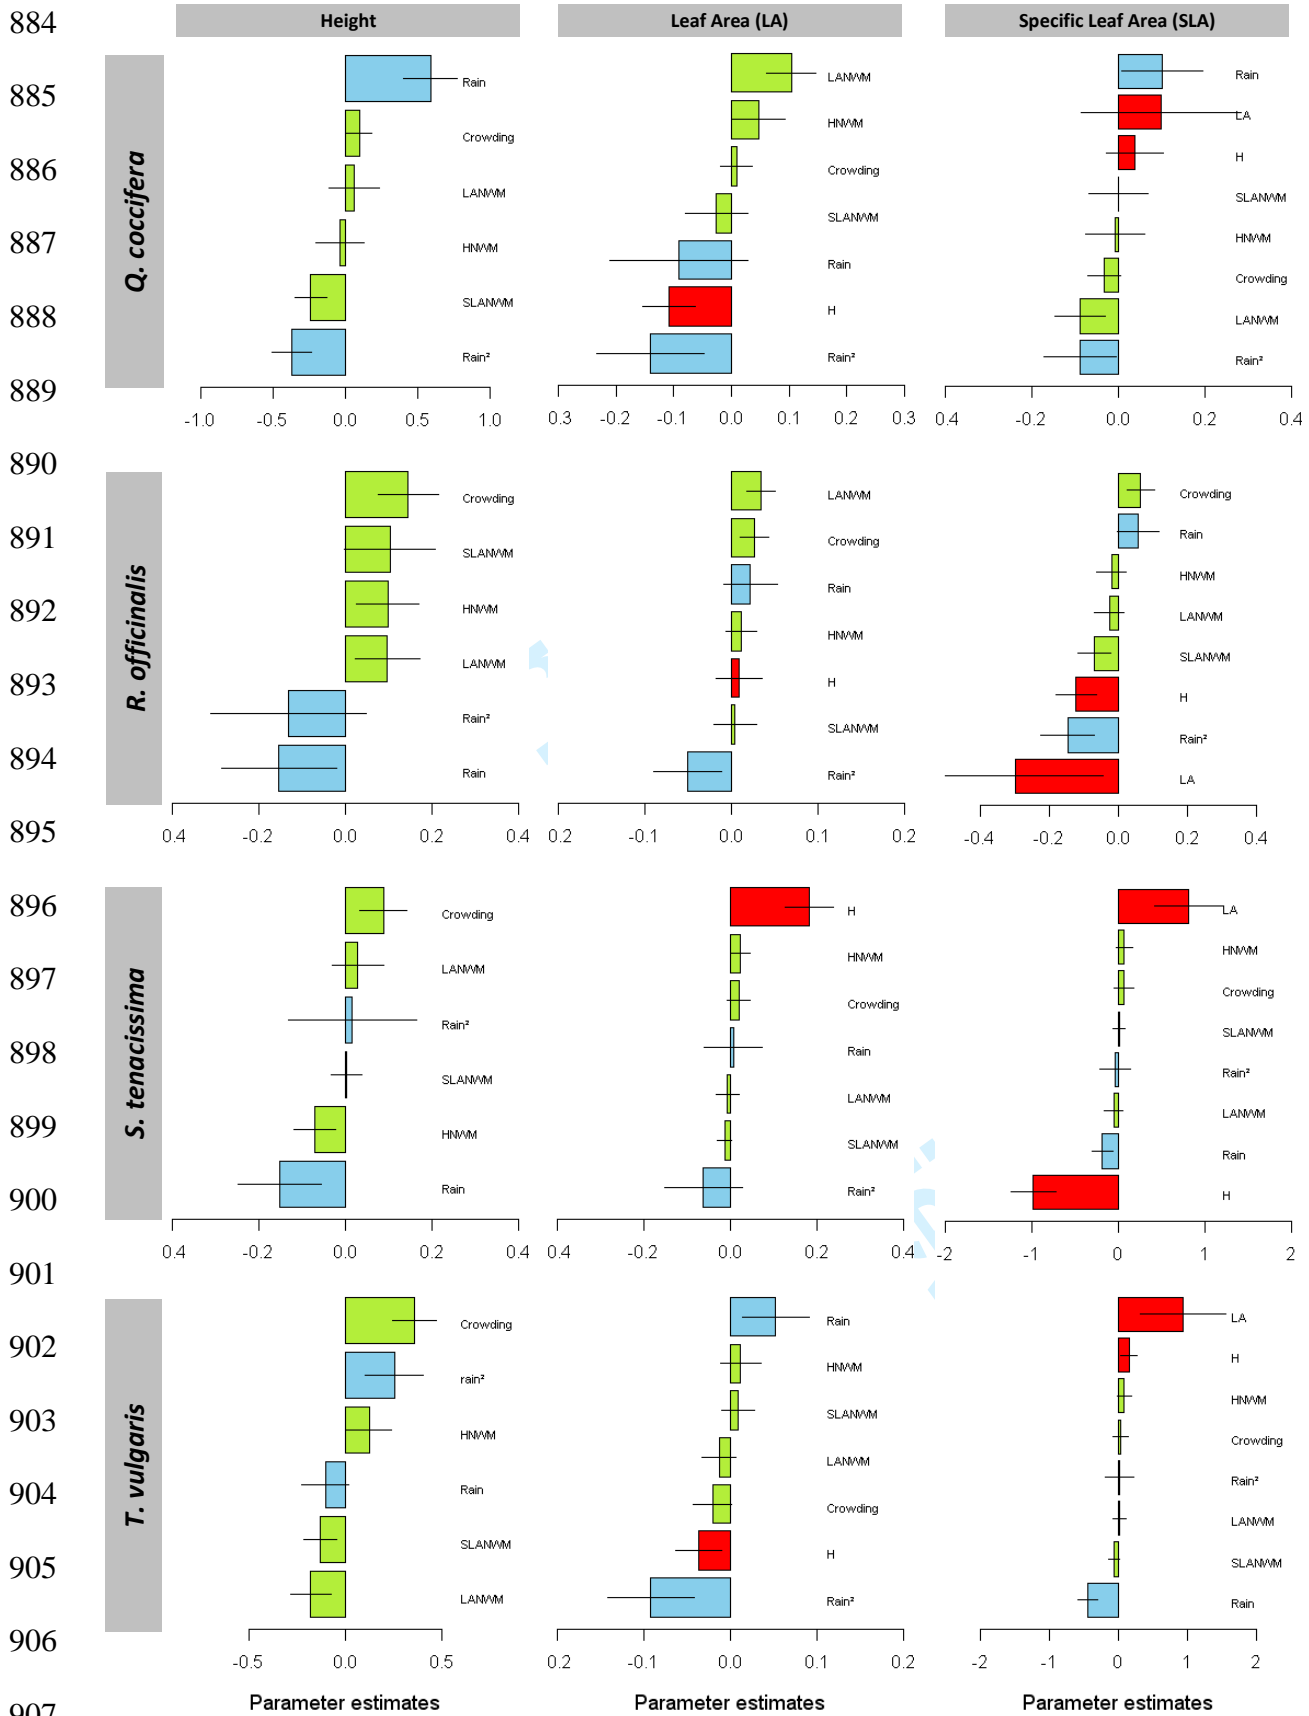 884
Height Leaf Area (LA) Specific Leaf Area (SLA)
885
886
887
888
889
Q. coccifera
Rain
Crowding
LANWM
HNWM
SLANWM
Rain²
-1.0 -0.5 0.0 0.5 1.0
LANWM
HNWM
Crowding
SLANWM
Rain
H
Rain²
0.3 -0.2 -0.1 0.0 0.1 0.2 0.3
Rain
LA
H
SLANWM
HNWM
Crowding
LANWM
Rain²
0.4 -0.2 0.0 0.2 0.4
890
891
892
893
894
895
R. officinalis
Crowding
SLANWM
HNWM
LANWM
Rain²
Rain
0.4 -0.2 0.0 0.2 0.4
LANWM
Crowding
Rain
HNWM
H
SLANWM
Rain²
0.2 -0.1 0.0 0.1 0.2
Crowding
Rain
HNWM
LANWM
SLANWM
H
Rain²
LA
-0.4 -0.2 0.0 0.2 0.4
896
897
898
899
900
901
S. tenacissima
Crowding
LANWM
Rain²
SLANWM
HNWM
Rain
0.4 -0.2 0.0 0.2 0.4
H
HNWM
Crowding
Rain
LANWM
SLANWM
Rain²
0.4 -0.2 0.0 0.2 0.4
LA
HNWM
Crowding
SLANWM
Rain²
LANWM
Rain
H
-2 -1 0 1 2
902
903
904
905
906
907
T. vulgaris
Crowding
rain²
HNWM
Rain
SLANWM
LANWM
-0.5 0.0 0.5
Parameter estimates
Rain
HNWM
SLANWM
LANWM
Crowding
H
Rain²
0.2 -0.1 0.0 0.1 0.2
Parameter estimates
LA
H
HNWM
Crowding
Rain²
LANWM
SLANWM
Rain
-2 -1 0 1 2
Parameter estimates